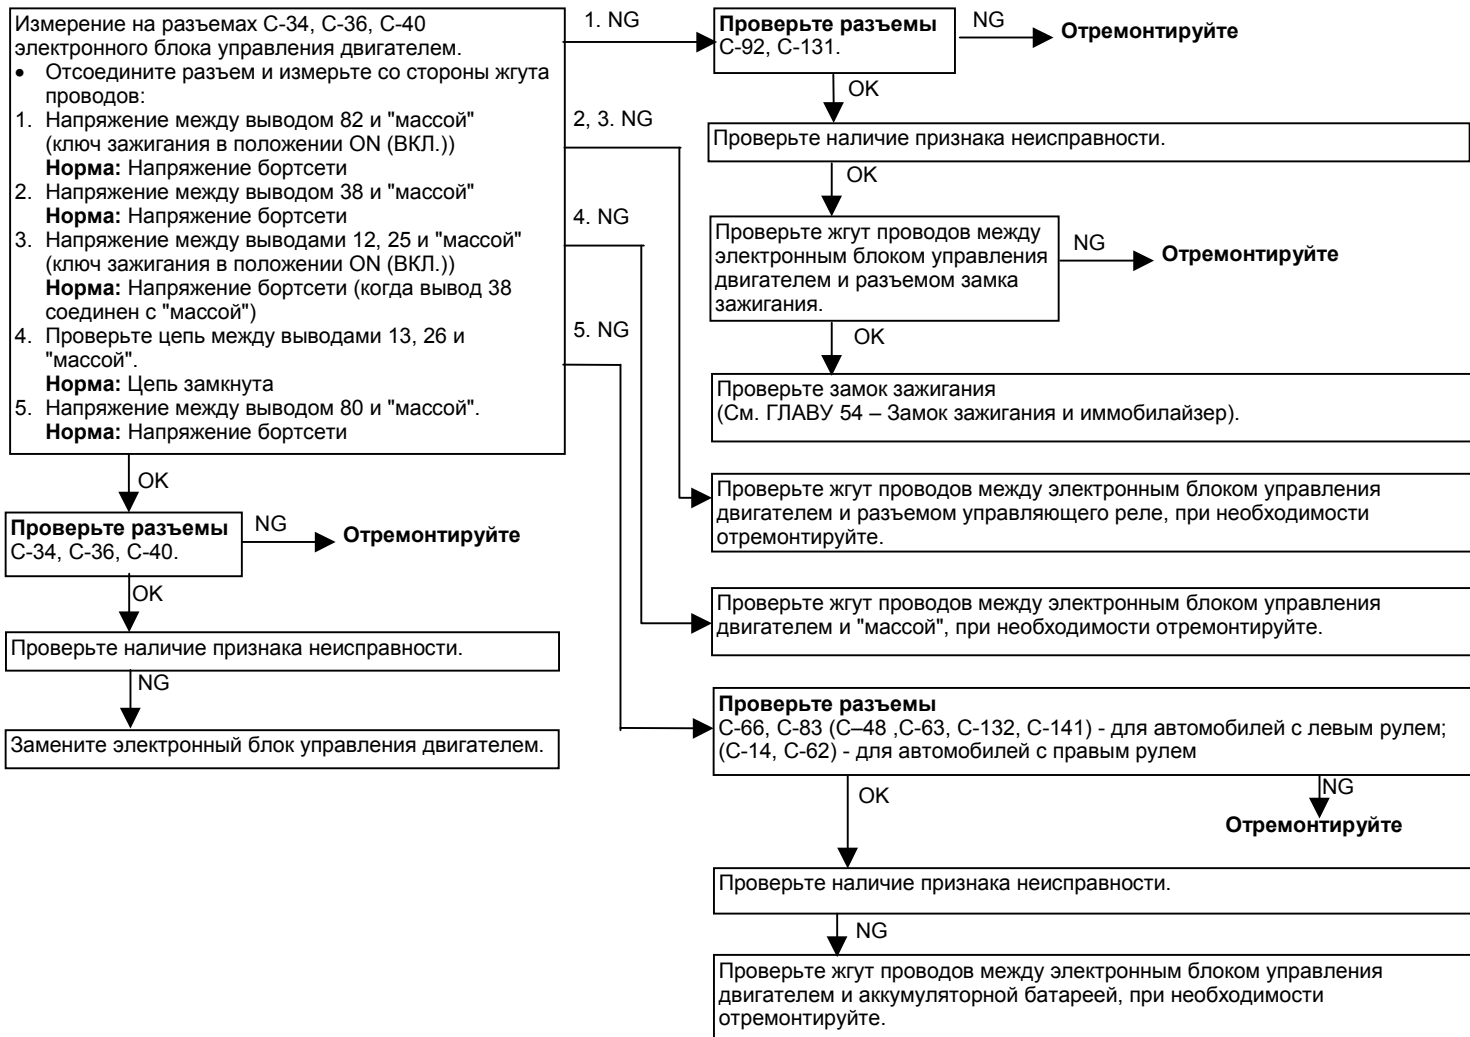 Измерение на разъемах С-34, С-36, С-40
электронного блока управления двигателем.
• Отсоедините разъем и измерьте со стороны жгута
проводов:
1. Напряжение между выводом 82 и "массой"
(ключ зажигания в положении ON (ВКЛ.))
Норма: Напряжение бортсети
2. Напряжение между выводом 38 и "массой"
Норма: Напряжение бортсети
3. Напряжение между выводами 12, 25 и "массой"
(ключ зажигания в положении ON (ВКЛ.))
Норма: Напряжение бортсети (когда вывод 38
соединен с "массой")
4. Проверьте цепь между выводами 13, 26 и
"массой".
Норма: Цепь замкнута
5. Напряжение между выводом 80 и "массой".
Норма: Напряжение бортсети
OK
Проверьте разъемы
С-34, С-36, С-40.
NG
Отремонтируйте
OK
Проверьте наличие признака неисправности.
NG
Замените электронный блок управления двигателем.
1. NG
2, 3. NG
4. NG
5. NG
Проверьте разъемы
С-92, С-131.
NG
Отремонтируйте
OK
Проверьте наличие признака неисправности.
OK
Проверьте жгут проводов между
электронным блоком управления
двигателем и разъемом замка
зажигания.
NG
Отремонтируйте
OK
Проверьте замок зажигания
(См. ГЛАВУ 54 – Замок зажигания и иммобилайзер).
Проверьте жгут проводов между электронным блоком управления
двигателем и разъемом управляющего реле, при необходимости
отремонтируйте.
Проверьте жгут проводов между электронным блоком управления
двигателем и "массой", при необходимости отремонтируйте.
Проверьте разъемы
С-66, С-83 (С–48 ,С-63, С-132, С-141) - для автомобилей с левым рулем;
(С-14, С-62) - для автомобилей с правым рулем
OK
NG
Отремонтируйте
Проверьте наличие признака неисправности.
NG
Проверьте жгут проводов между электронным блоком управления
двигателем и аккумуляторной батареей, при необходимости
отремонтируйте.